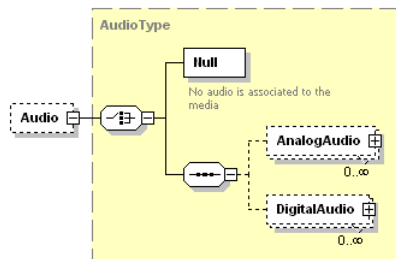 AudioType
Null
No audio is associated to the
media
Audio
AnalogAudio
0..∞
DigitalAudio
0..∞